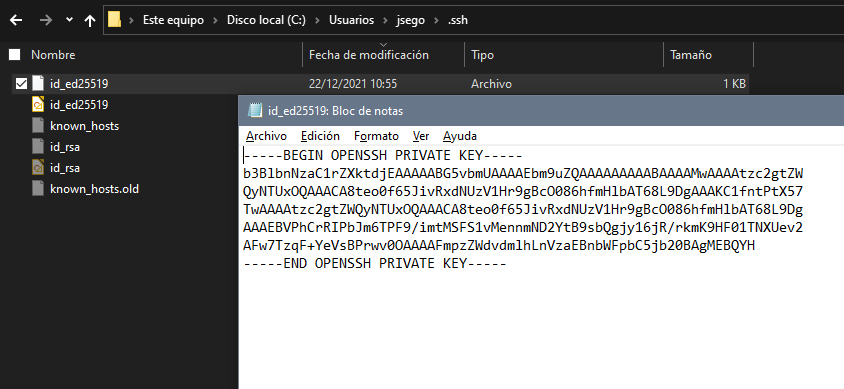 Este equipo > Disco local (C:) > Usuarios > jsego > .ssh
Nombre Fecha de modificación Tipo Tamaño
id_ed25519 22/12/2021 10:55 Archivo 1 KB
id_ed25519
known_hosts
id_rsa
id_rsa
known_hosts.old
id_ed25519: Bloc de notas
Archivo Edición Formato Ver Ayuda
-----BEGIN OPENSSH PRIVATE KEY-----
b3BlbnNzaC1rZXktdjEAAAAABG5vbmUAAAAEbm9uZQAAAAAAAAABAAAAMwAAAAtzc2gtZW
QyNTUxOQAAACA8teo0f65JivRxdNUzV1Hr9gBcO086hfmHlbAT68L9DgAAAKC1fntPtX57
TwAAAAtzc2gtZWQyNTUxOQAAACA8teo0f65JivRxdNUzV1Hr9gBcO086hfmHlbAT68L9Dg
AAAEBVPhCrRIPbJm6TPF9/imtMSFS1vMennmND2YtB9sbQgjy16jR/rkmK9HF01TNXUev2
AFw7TzqF+YeVsBPrwv0OAAAAFmpzZWdvdmlhLnVzaEBnbWFpbC5jb20BAgMEBQYH
-----END OPENSSH PRIVATE KEY-----